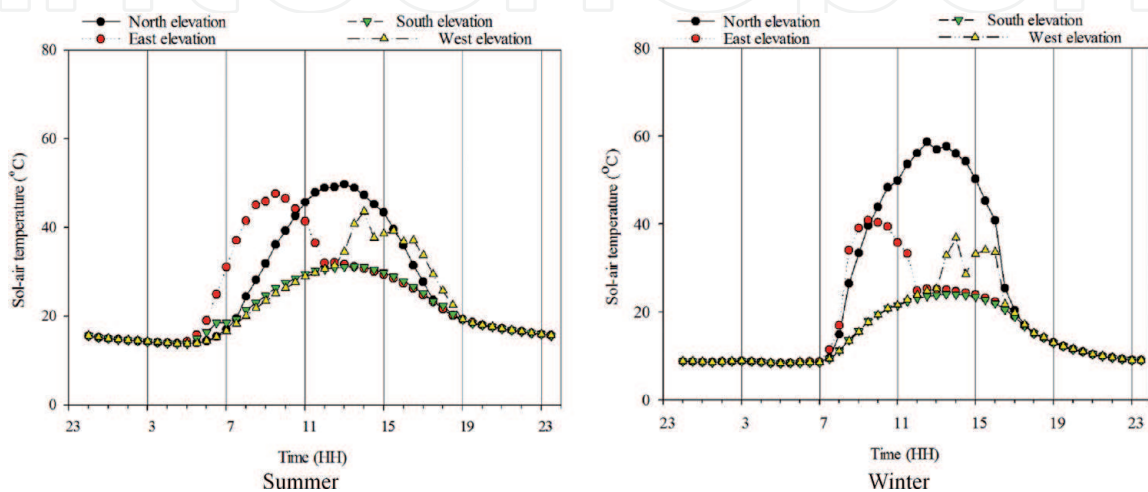 North elevation
South elevation
East elevation
West elevation
80
60
40
20
0
Sol-air temperature (°C)
23 3 7 11 15 19 23
Time (HH)
Summer
North elevation
South elevation
East elevation
West elevation
80
60
40
20
0
Sol-air temperature (°C)
23 3 7 11 15 19 23
Time (HH)
Winter